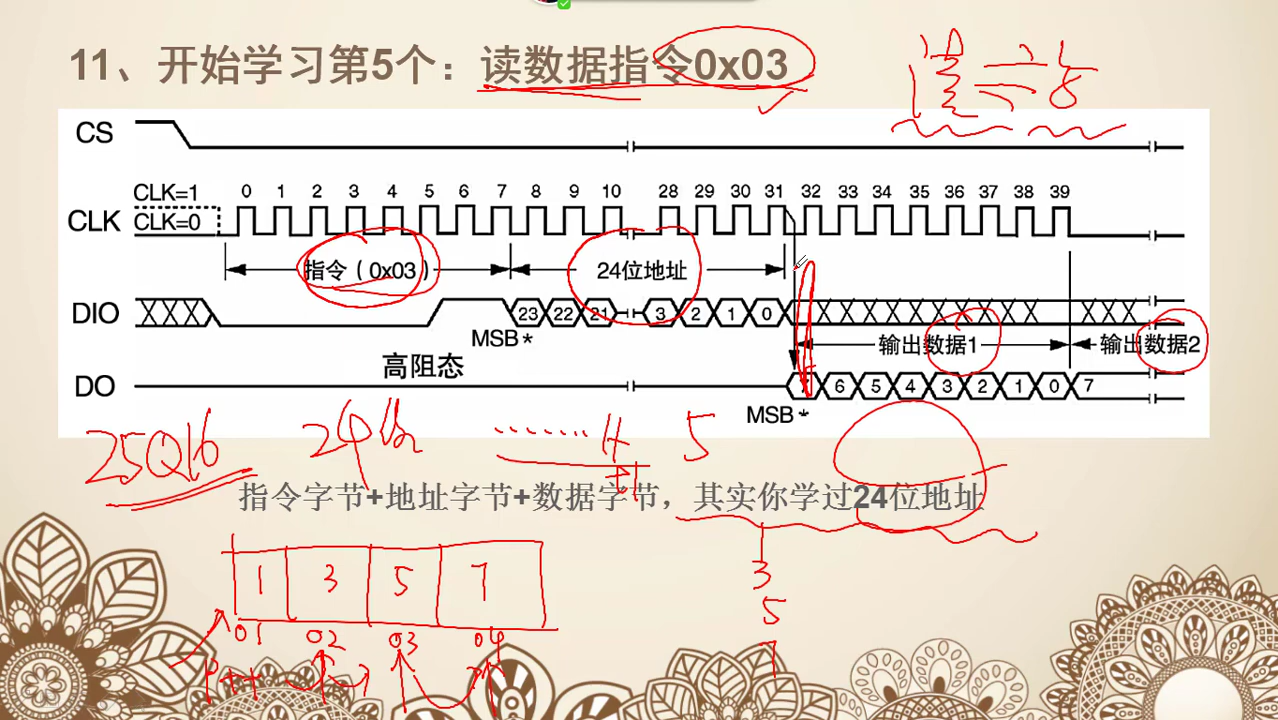 11、开始学习第5个：读数据指令0x03
CS
CLK=1 0 1 2 3 4 5 6 7 8 9 10 28 29 30 31 32 33 34 35 36 37 38 39
CLK
CLK=0
指令（0x03） 24位地址
DIO 23 22 21 3 2 1 0
MSB*
输出数据1 输出数据2
高阻态
DO 6 5 4 3 2 1 0 7
MSB*
25Q16 24 5
指令字节+地址字节+数据字节，其实你学过24位地址
1 3 5 7
01 02 03 04
P++
3
5
7